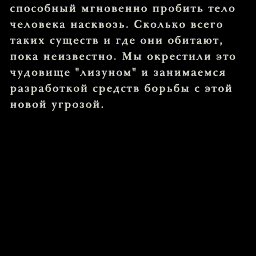 способный мгновенно пробить тело
человека насквозь. Сколько всего
таких существ и где они обитают,
пока неизвестно. Мы окрестили это
чудовище "лизуном" и занимаемся
разработкой средств борьбы с этой
новой угрозой.